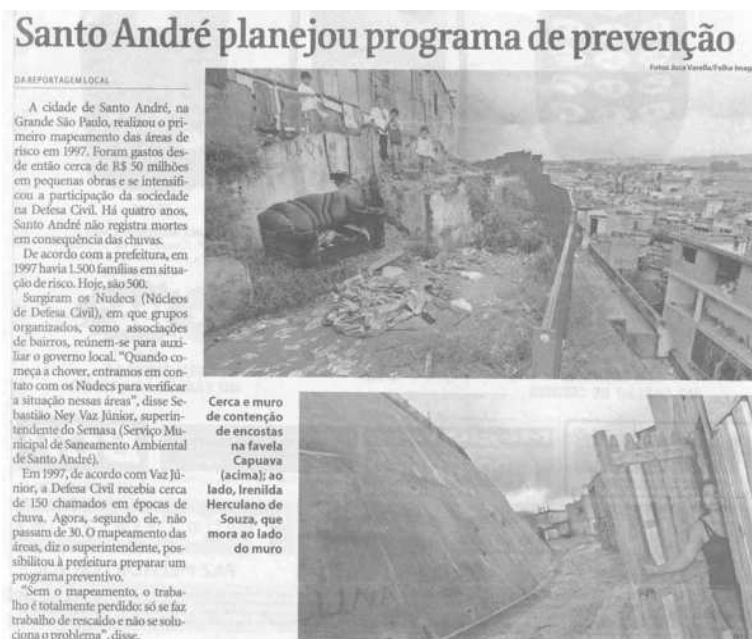 Santo André planejou programa de prevenção
Fotos Juca Varella/Folha Imag
DA REPORTAGEM LOCAL
A cidade de Santo André, na
Grande São Paulo, realizou o pri-
meiro mapeamento das áreas de
risco em 1997. Foram gastos des-
de então cerca de R$ 50 milhões
em pequenas obras e se intensifi-
cou a participação da sociedade
na Defesa Civil. Há quatro anos,
Santo André não registra mortes
em consequência das chuvas.
De acordo com a prefeitura, em
1997 havia 1.500 famílias em situa-
ção de risco. Hoje, são 500.
Surgiram os Nudecs (Núcleos
de Defesa Civil), em que grupos
organizados, como associações
de bairros, reúnem-se para auxi-
liar o governo local. "Quando co-
meça a chover, entramos em con-
tato com os Nudecs para verificar
a situação nessas áreas", disse Se-
bastião Ney Vaz Júnior, superin-
tendente do Semasa (Serviço Mu-
nicipal de Saneamento Ambiental
de Santo André).
Em 1997, de acordo com Vaz Jú-
nior, a Defesa Civil recebia cerca
de 150 chamados em épocas de
chuva. Agora, segundo ele, não
passam de 30. O mapeamento das
áreas, diz o superintendente, pos-
sibilitou à prefeitura preparar um
programa preventivo.
"Sem o mapeamento, o traba-
lho é totalmente perdido: só se faz
trabalho de rescaldo e não se solu-
ciona o problema", disse.
Cerca e muro
de contenção
de encostas
na favela
Capuava
(acima); ao
lado, Irenilda
Herculano de
Souza, que
mora ao lado
do muro